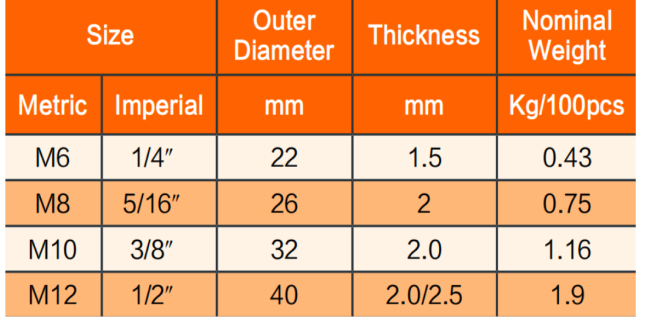 Size Outer Diameter Thickness Nominal Weight
Metric Imperial mm mm Kg/100pcs
M6 1/4″ 22 1.5 0.43
M8 5/16″ 26 2 0.75
M10 3/8″ 32 2.0 1.16
M12 1/2″ 40 2.0/2.5 1.9